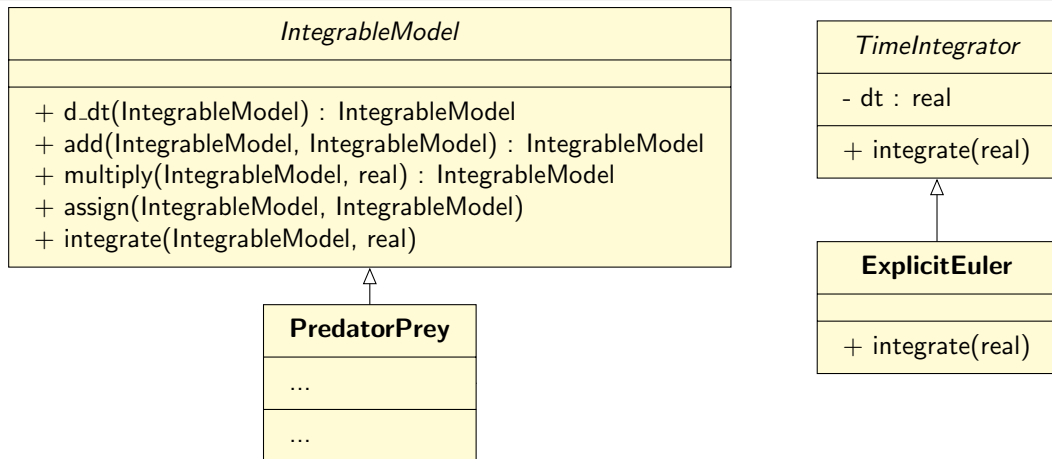 IntegrableModel
+ d_dt(IntegrableModel) : IntegrableModel
+ add(IntegrableModel, IntegrableModel) : IntegrableModel
+ multiply(IntegrableModel, real) : IntegrableModel
+ assign(IntegrableModel, IntegrableModel)
+ integrate(IntegrableModel, real)
PredatorPrey
...
...
TimeIntegrator
- dt : real
+ integrate(real)
ExplicitEuler
+ integrate(real)